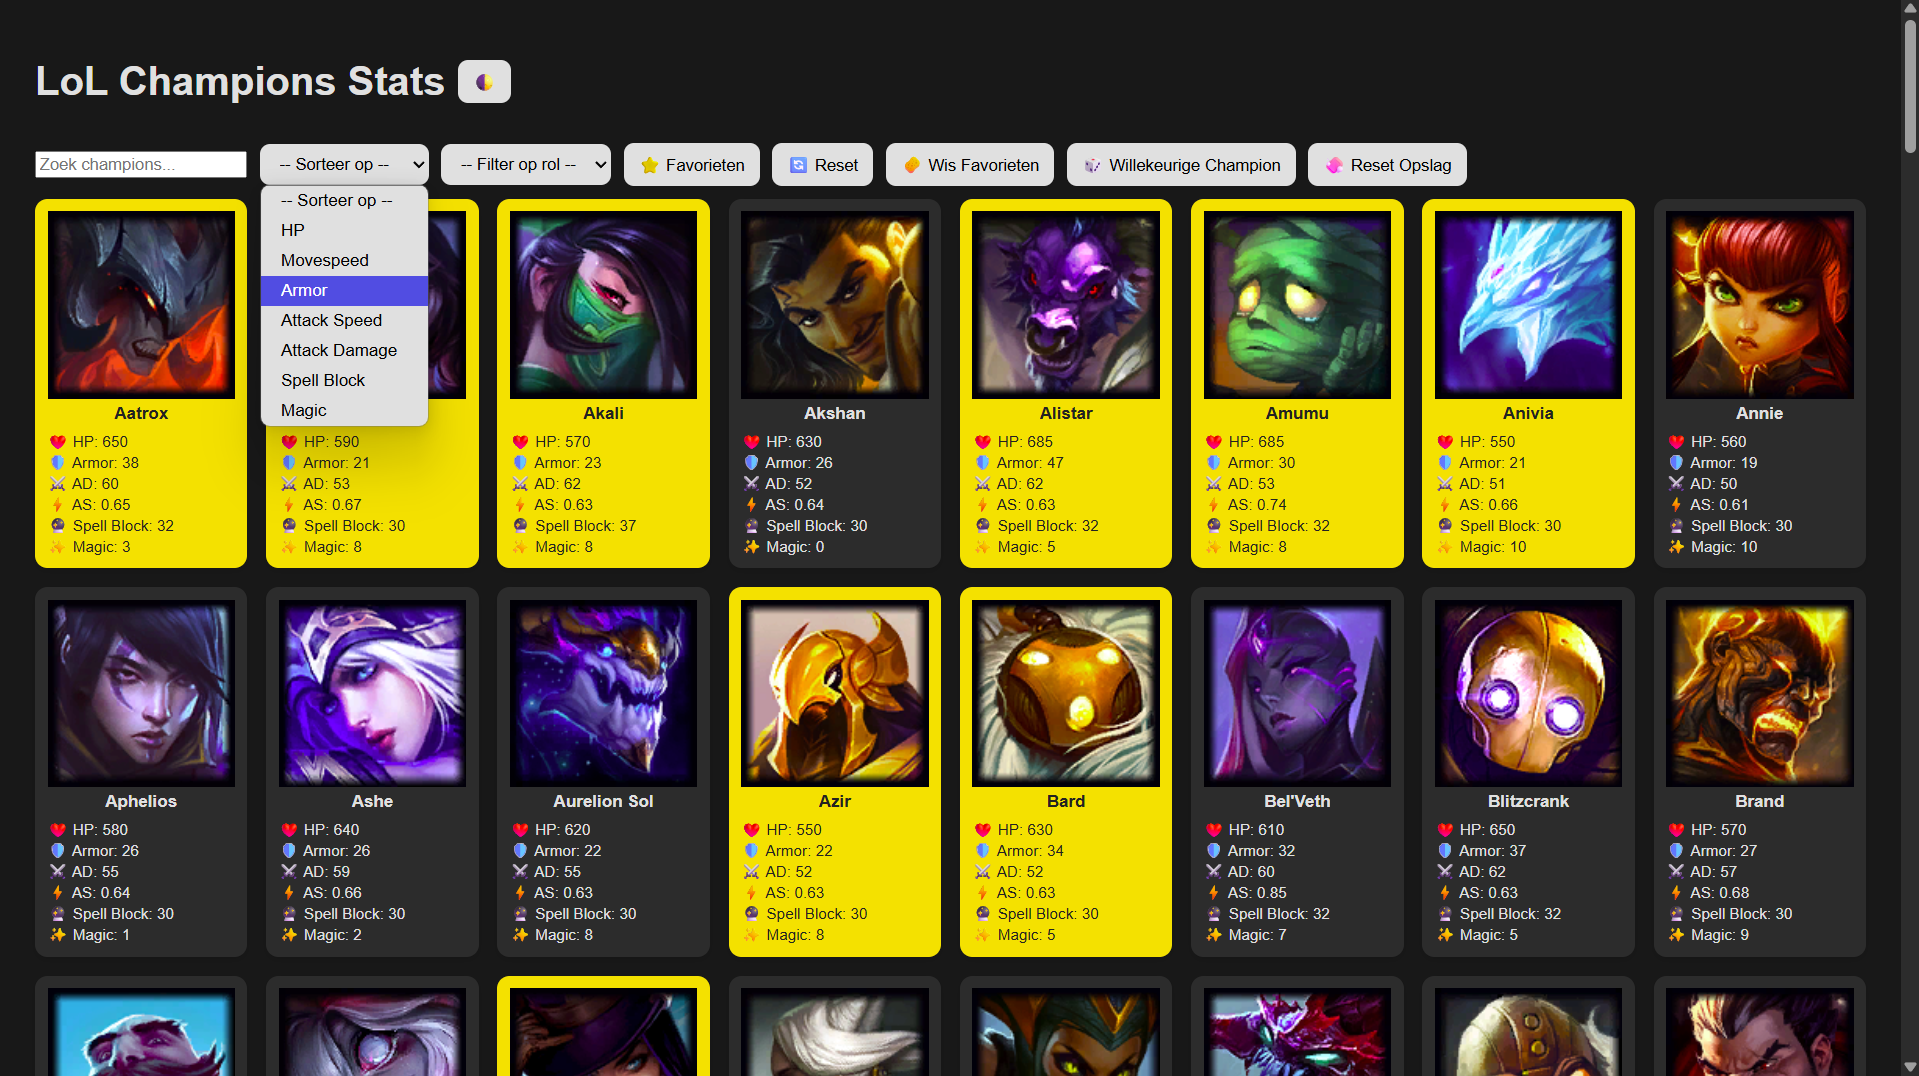 LoL Champions Stats
Zoek champions...
-- Sorteer op --
-- Filter op rol --
Favorieten
Reset
Wis Favorieten
Willekeurige Champion
Reset Opslag
-- Sorteer op --
HP
Movespeed
Armor
Attack Speed
Attack Damage
Spell Block
Magic
Aatrox
HP: 650
Armor: 38
AD: 60
AS: 0.65
Spell Block: 32
Magic: 3
HP: 590
Armor: 21
AD: 53
AS: 0.67
Spell Block: 30
Magic: 8
Akali
HP: 570
Armor: 23
AD: 62
AS: 0.63
Spell Block: 37
Magic: 8
Akshan
HP: 630
Armor: 26
AD: 52
AS: 0.64
Spell Block: 30
Magic: 0
Alistar
HP: 685
Armor: 47
AD: 62
AS: 0.63
Spell Block: 32
Magic: 5
Amumu
HP: 685
Armor: 30
AD: 53
AS: 0.74
Spell Block: 32
Magic: 8
Anivia
HP: 550
Armor: 21
AD: 51
AS: 0.66
Spell Block: 30
Magic: 10
Annie
HP: 560
Armor: 19
AD: 50
AS: 0.61
Spell Block: 30
Magic: 10
Aphelios
HP: 580
Armor: 26
AD: 55
AS: 0.64
Spell Block: 30
Magic: 1
Ashe
HP: 640
Armor: 26
AD: 59
AS: 0.66
Spell Block: 30
Magic: 2
Aurelion Sol
HP: 620
Armor: 22
AD: 55
AS: 0.63
Spell Block: 30
Magic: 8
Azir
HP: 550
Armor: 22
AD: 52
AS: 0.63
Spell Block: 30
Magic: 8
Bard
HP: 630
Armor: 34
AD: 52
AS: 0.63
Spell Block: 30
Magic: 5
Bel'Veth
HP: 610
Armor: 32
AD: 60
AS: 0.85
Spell Block: 32
Magic: 7
Blitzcrank
HP: 650
Armor: 37
AD: 62
AS: 0.63
Spell Block: 32
Magic: 5
Brand
HP: 570
Armor: 27
AD: 57
AS: 0.68
Spell Block: 30
Magic: 9